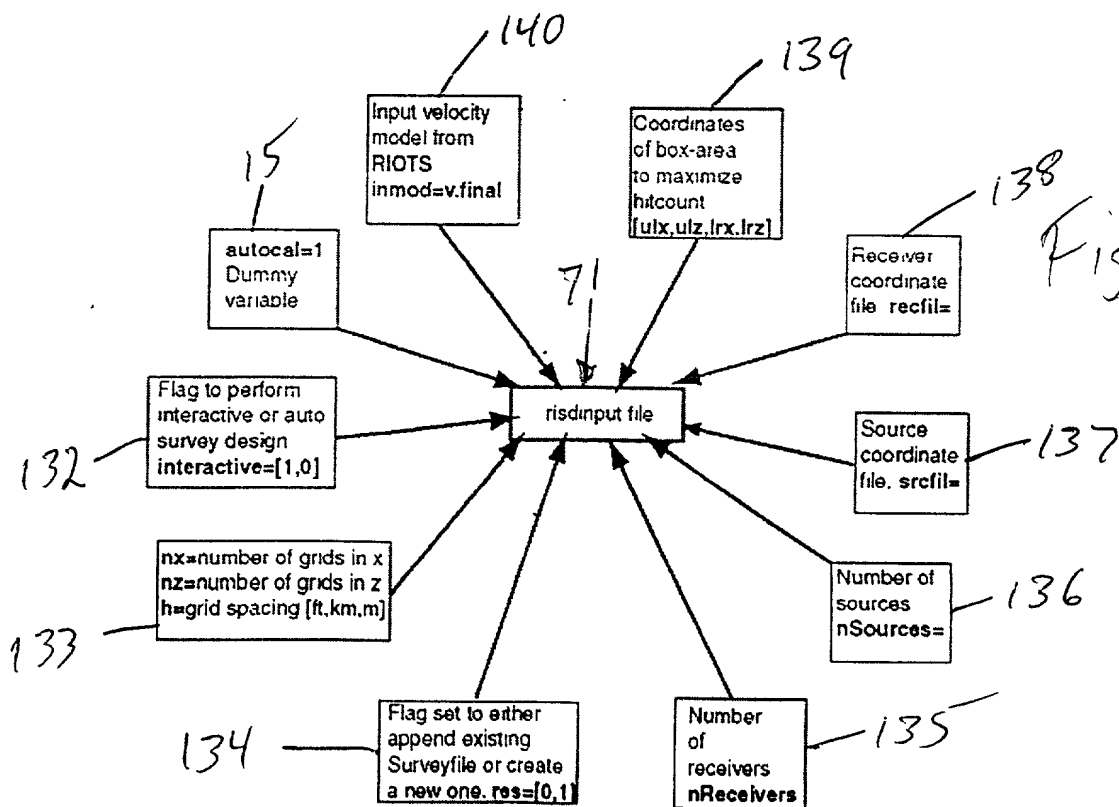 140
139
15
138
Input velocity
model from
RIOTS
inmod=v.final
Coordinates
of box-area
to maximize
hitcount
[ulx,ulz,lrx.lrz]
autocal=1
Dummy
variable
Receiver
coordinate
file recfil=
Fig
71
Flag to perform
interactive or auto
survey design
interactive=[1,0]
risdinput file
Source
coordinate
file. srcfil=
132
137
nx=number of grids in x
nz=number of grids in z
h=grid spacing [ft,km,m]
Number of
sources
nSources=
133
136
Flag set to either
append existing
Surveyfile or create
a new one. res=[0,1]
Number
of
receivers
nReceivers
134
135